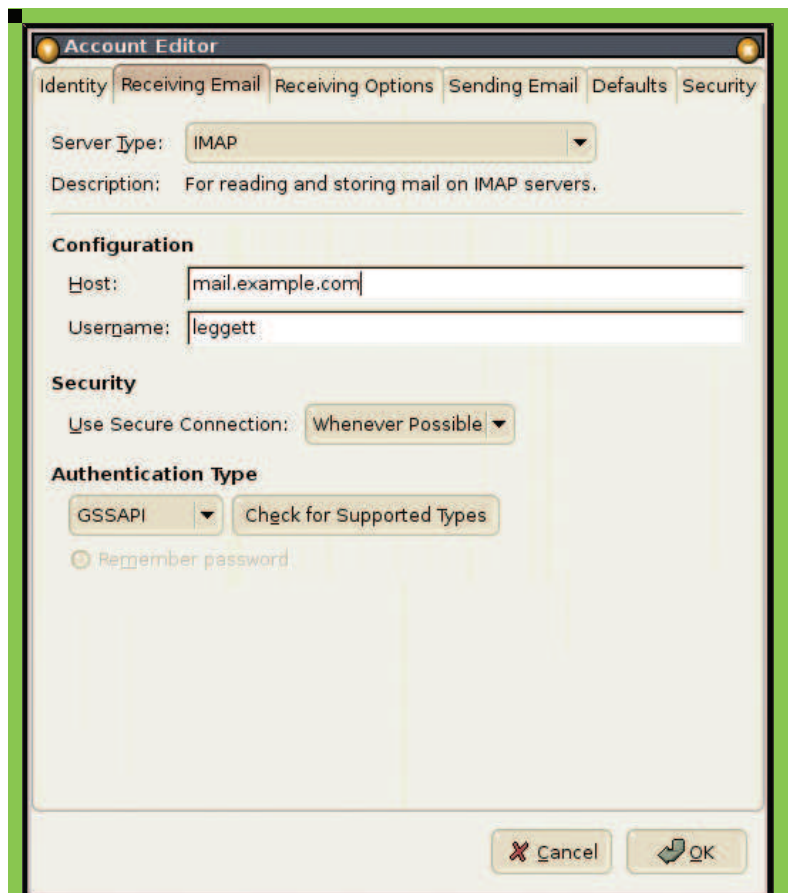 Account Editor
Identity Receiving Email Receiving Options Sending Email Defaults Security
Server Type: IMAP
Description: For reading and storing mail on IMAP servers.
Configuration
Host: mail.example.com
Username: leggett
Security
Use Secure Connection: Whenever Possible
Authentication Type
GSSAPI Check for Supported Types
Remember password
Cancel OK